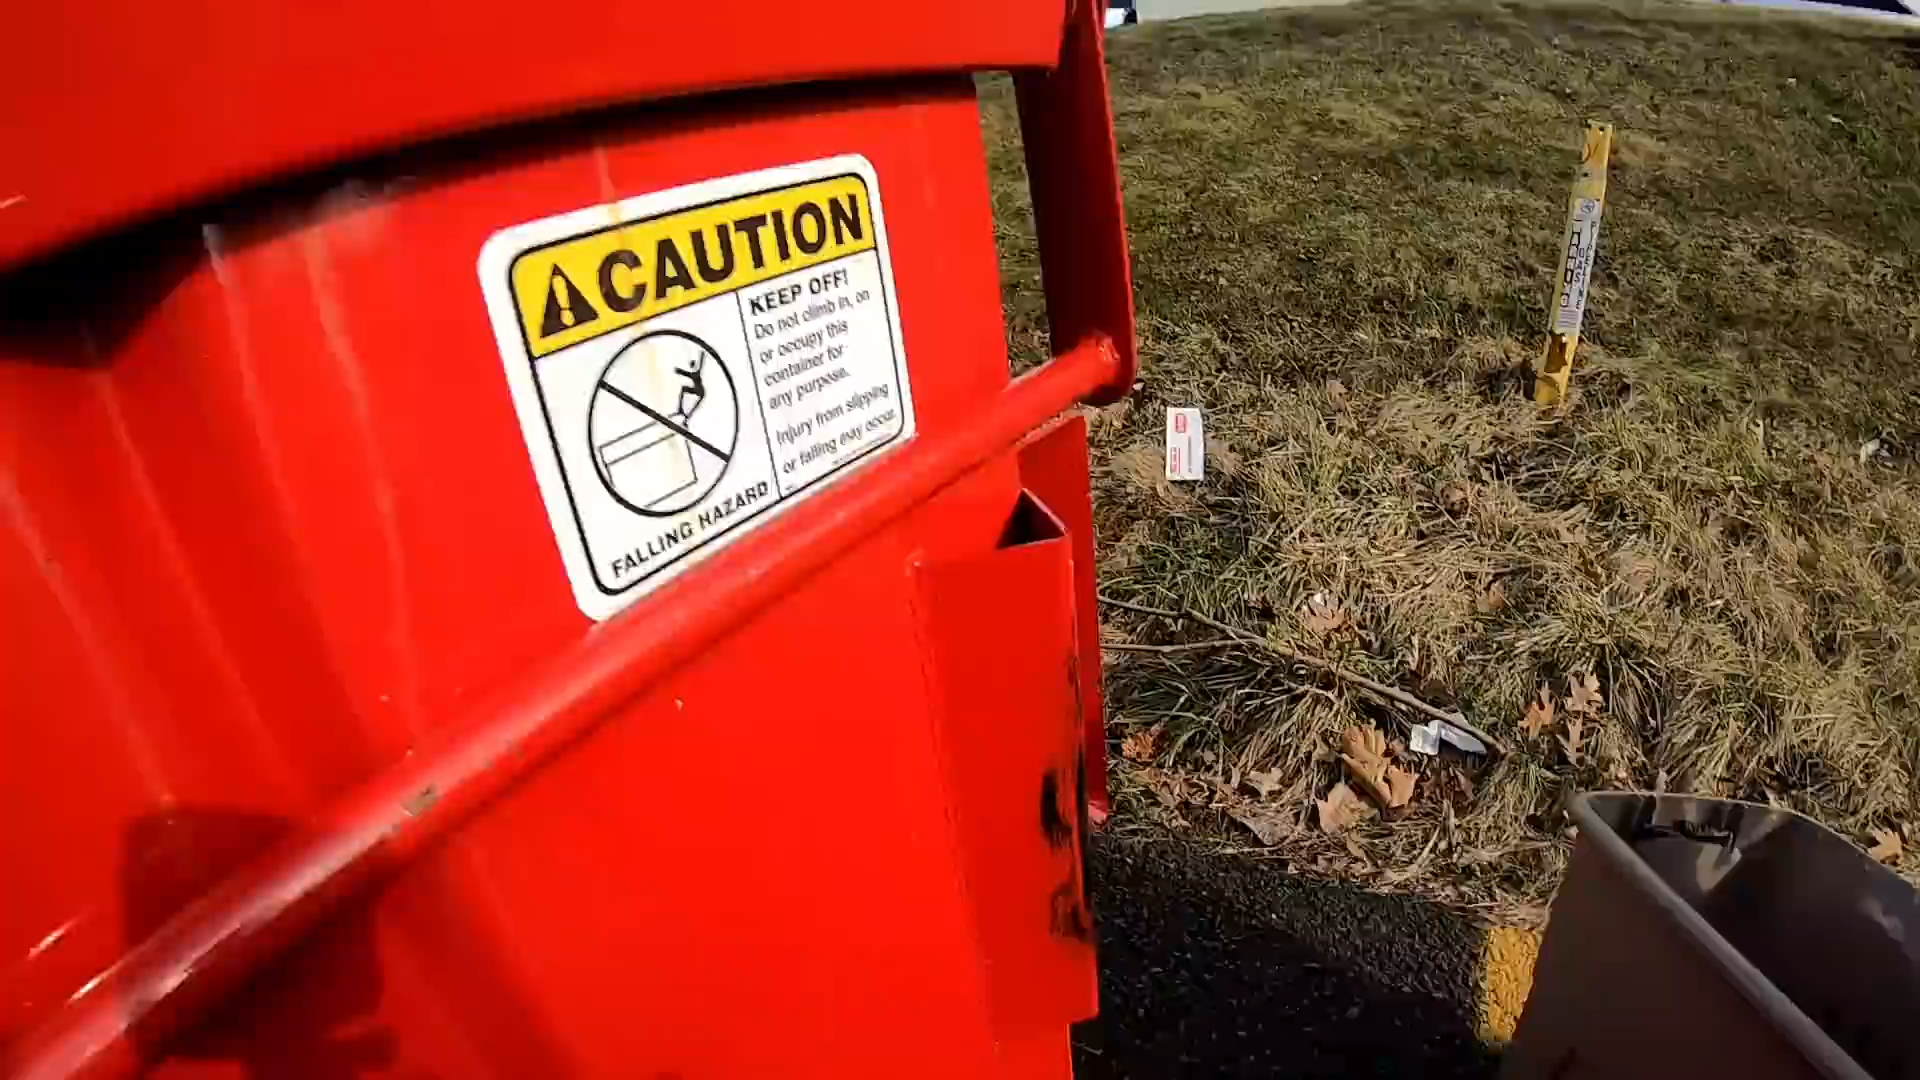 CAUTION
KEEP OFF!
Do not climb in, on
or occupy this
container for
any purpose.
Injury from slipping
or falling may occur.
FALLING HAZARD